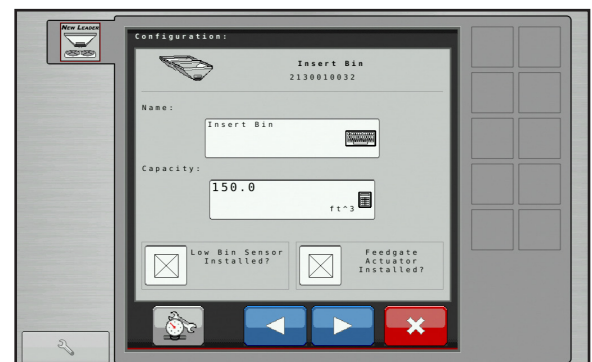 NEW LEADER
Configuration:
Insert Bin
2130010032
Name:
Insert Bin
Capacity:
150.0
ft^3
Low Bin Sensor
Installed?
Feedgate
Actuator
Installed?